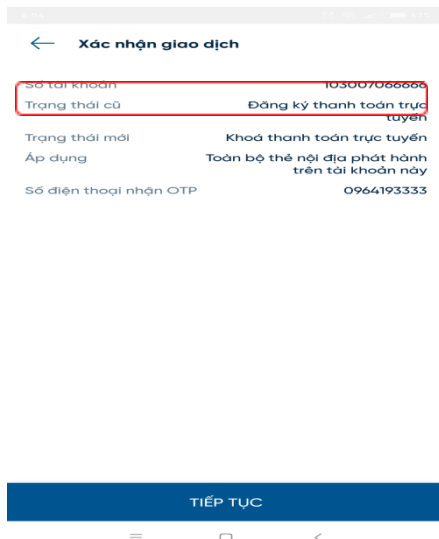 Xác nhận giao dịch
Số tài khoản 103007066666
Trạng thái cũ Đăng ký thanh toán trực
tuyến
Trạng thái mới Khoá thanh toán trực tuyến
Áp dụng Toàn bộ thẻ nội địa phát hành
trên tài khoản này
Số điện thoại nhận OTP 0964193333
TIẾP TỤC